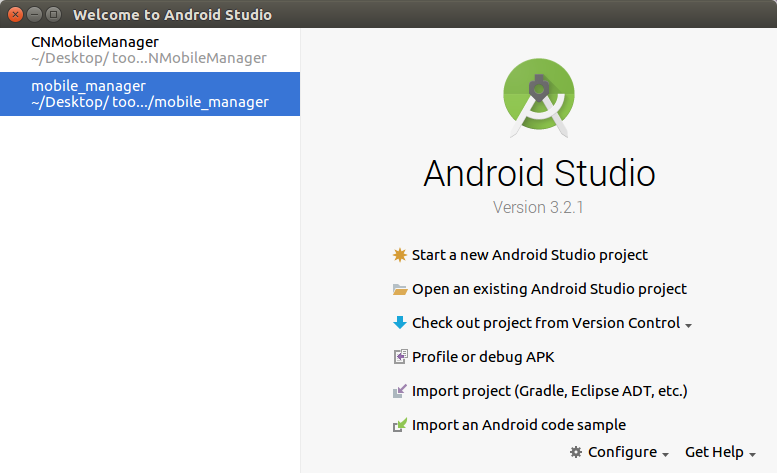 Welcome to Android Studio
CNMobileManager
~/Desktop/ too...NMobileManager
mobile_manager
~/Desktop/ too.../mobile_manager
Android Studio
Version 3.2.1
Start a new Android Studio project
Open an existing Android Studio project
Check out project from Version Control
Profile or debug APK
Import project (Gradle, Eclipse ADT, etc.)
Import an Android code sample
Configure Get Help